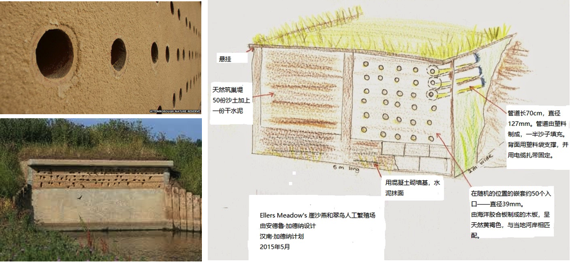 悬挂
天然筑巢堤
50份沙土加上
一份干水泥
管道长70cm，直径
127mm。管道由塑料
制成，一半沙子填充。
背面用塑料袋支撑，并
用电缆扎带固定。
6 m long
2 m wide
用混凝土砌墙基、水
泥抹面
在随机的位置的嵌套约50个入
口——直径39mm。
由海洋胶合板制成的木板，呈
天然黄褐色，与当地河岸相匹
配。
Ellers Meadow's 崖沙燕和翠鸟人工繁殖场
由安德鲁·加德纳设计
汉南·加德纳计划
2015年5月